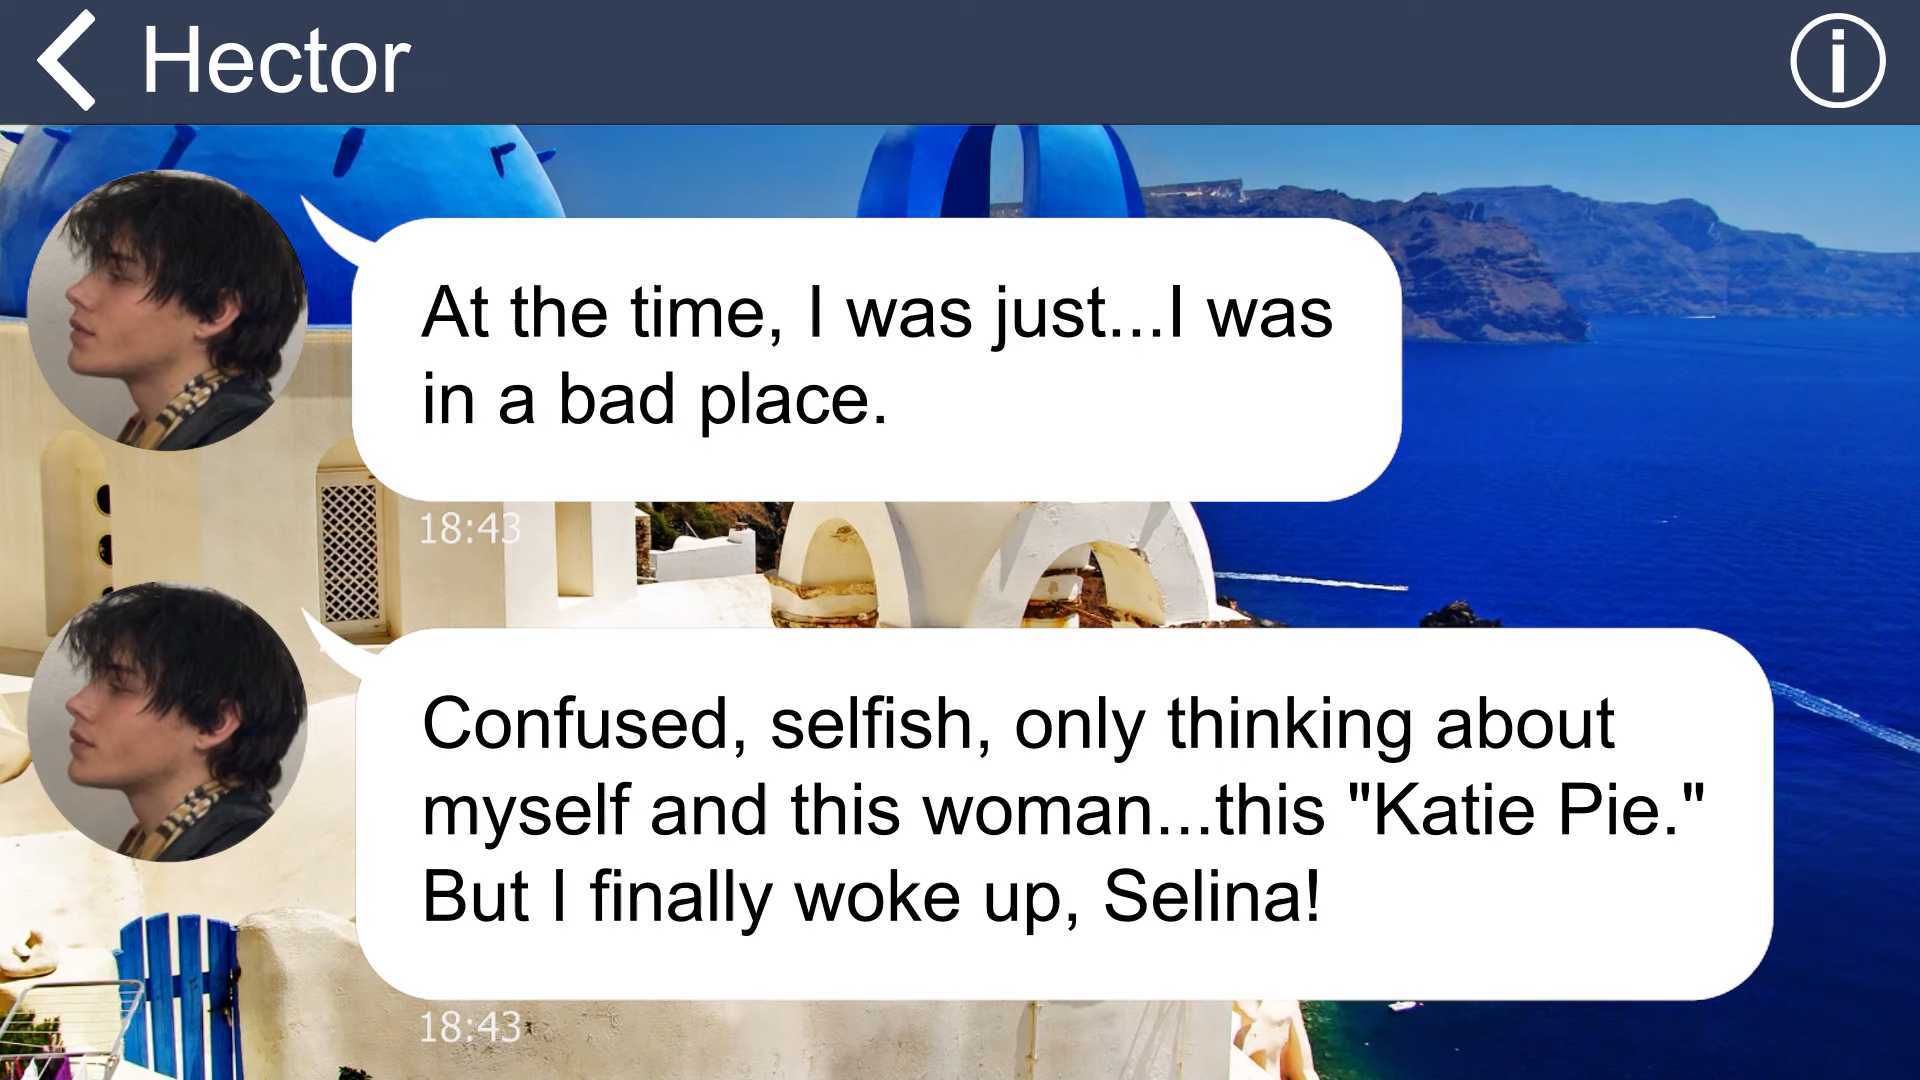 Hector
At the time, I was just...I was
in a bad place.
18:43
Confused, selfish, only thinking about
myself and this woman...this "Katie Pie."
But I finally woke up, Selina!
18:43